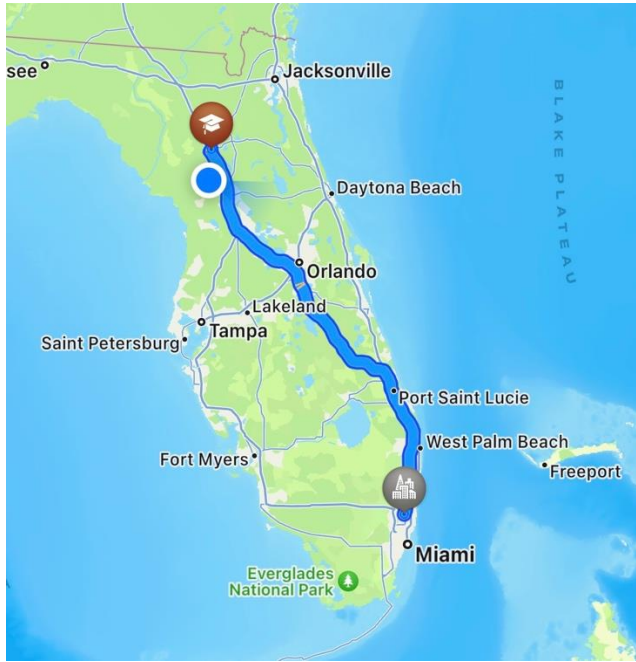 see
Jacksonville
BLAKE PLATEAU
Daytona Beach
Orlando
Lakeland
Tampa
Saint Petersburg
Port Saint Lucie
West Palm Beach
Fort Myers
Freeport
Miami
Everglades
National Park